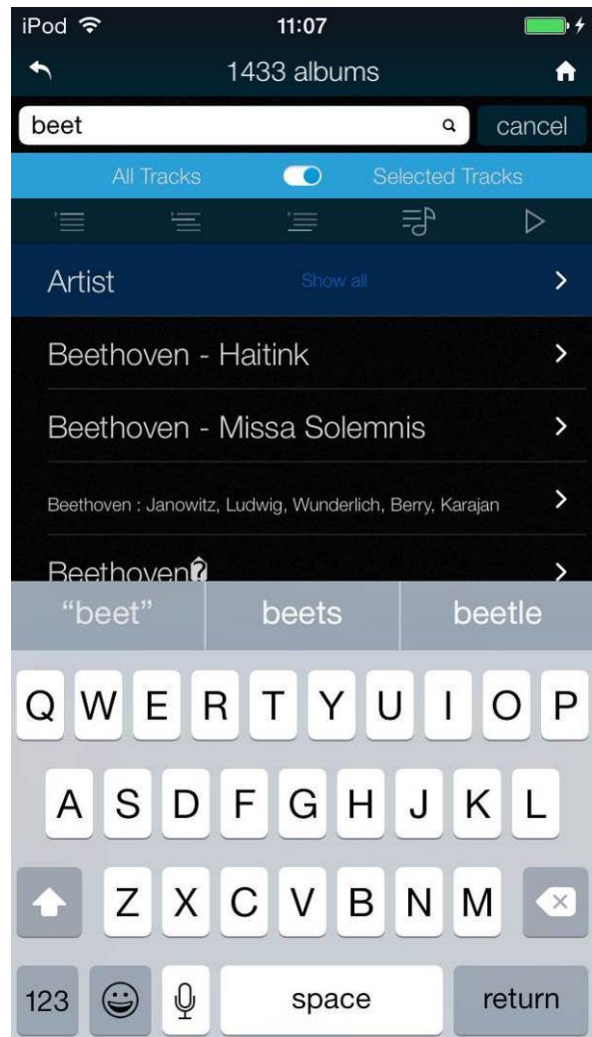 iPod 11:07
1433 albums
beet cancel
All Tracks Selected Tracks
Artist Show all
Beethoven - Haitink
Beethoven - Missa Solemnis
Beethoven : Janowitz, Ludwig, Wunderlich, Berry, Karajan
Beethoven�
“beet” beets beetle
Q W E R T Y U I O P
A S D F G H J K L
Z X C V B N M
123 space return